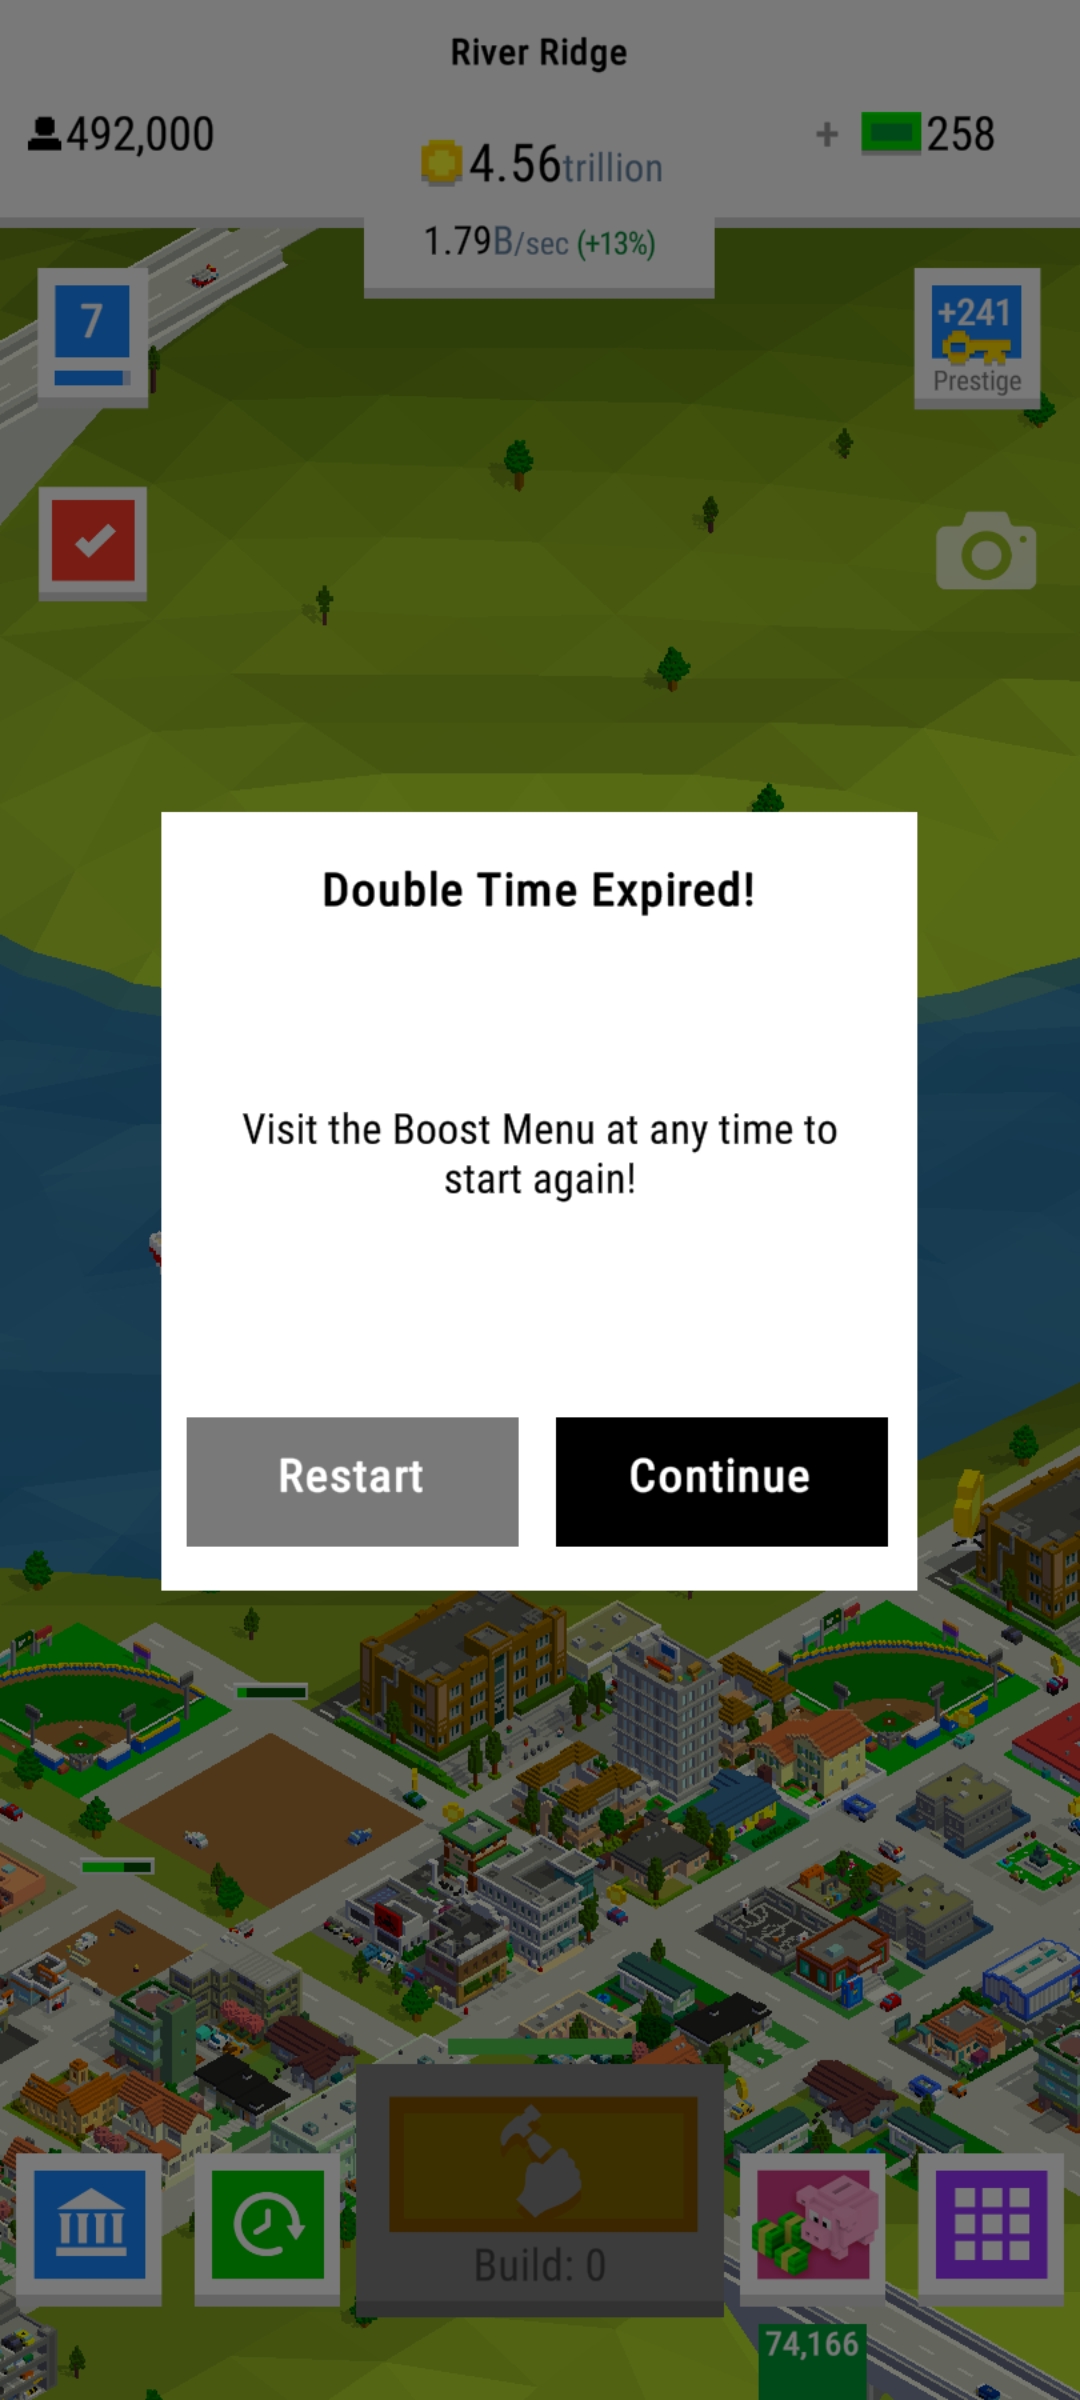 River Ridge
492,000
4.56trillion
+ 258
1.79B/sec (+13%)
7
+241
Prestige
Double Time Expired!
Visit the Boost Menu at any time to
start again!
Restart
Continue
Build: 0
74,166